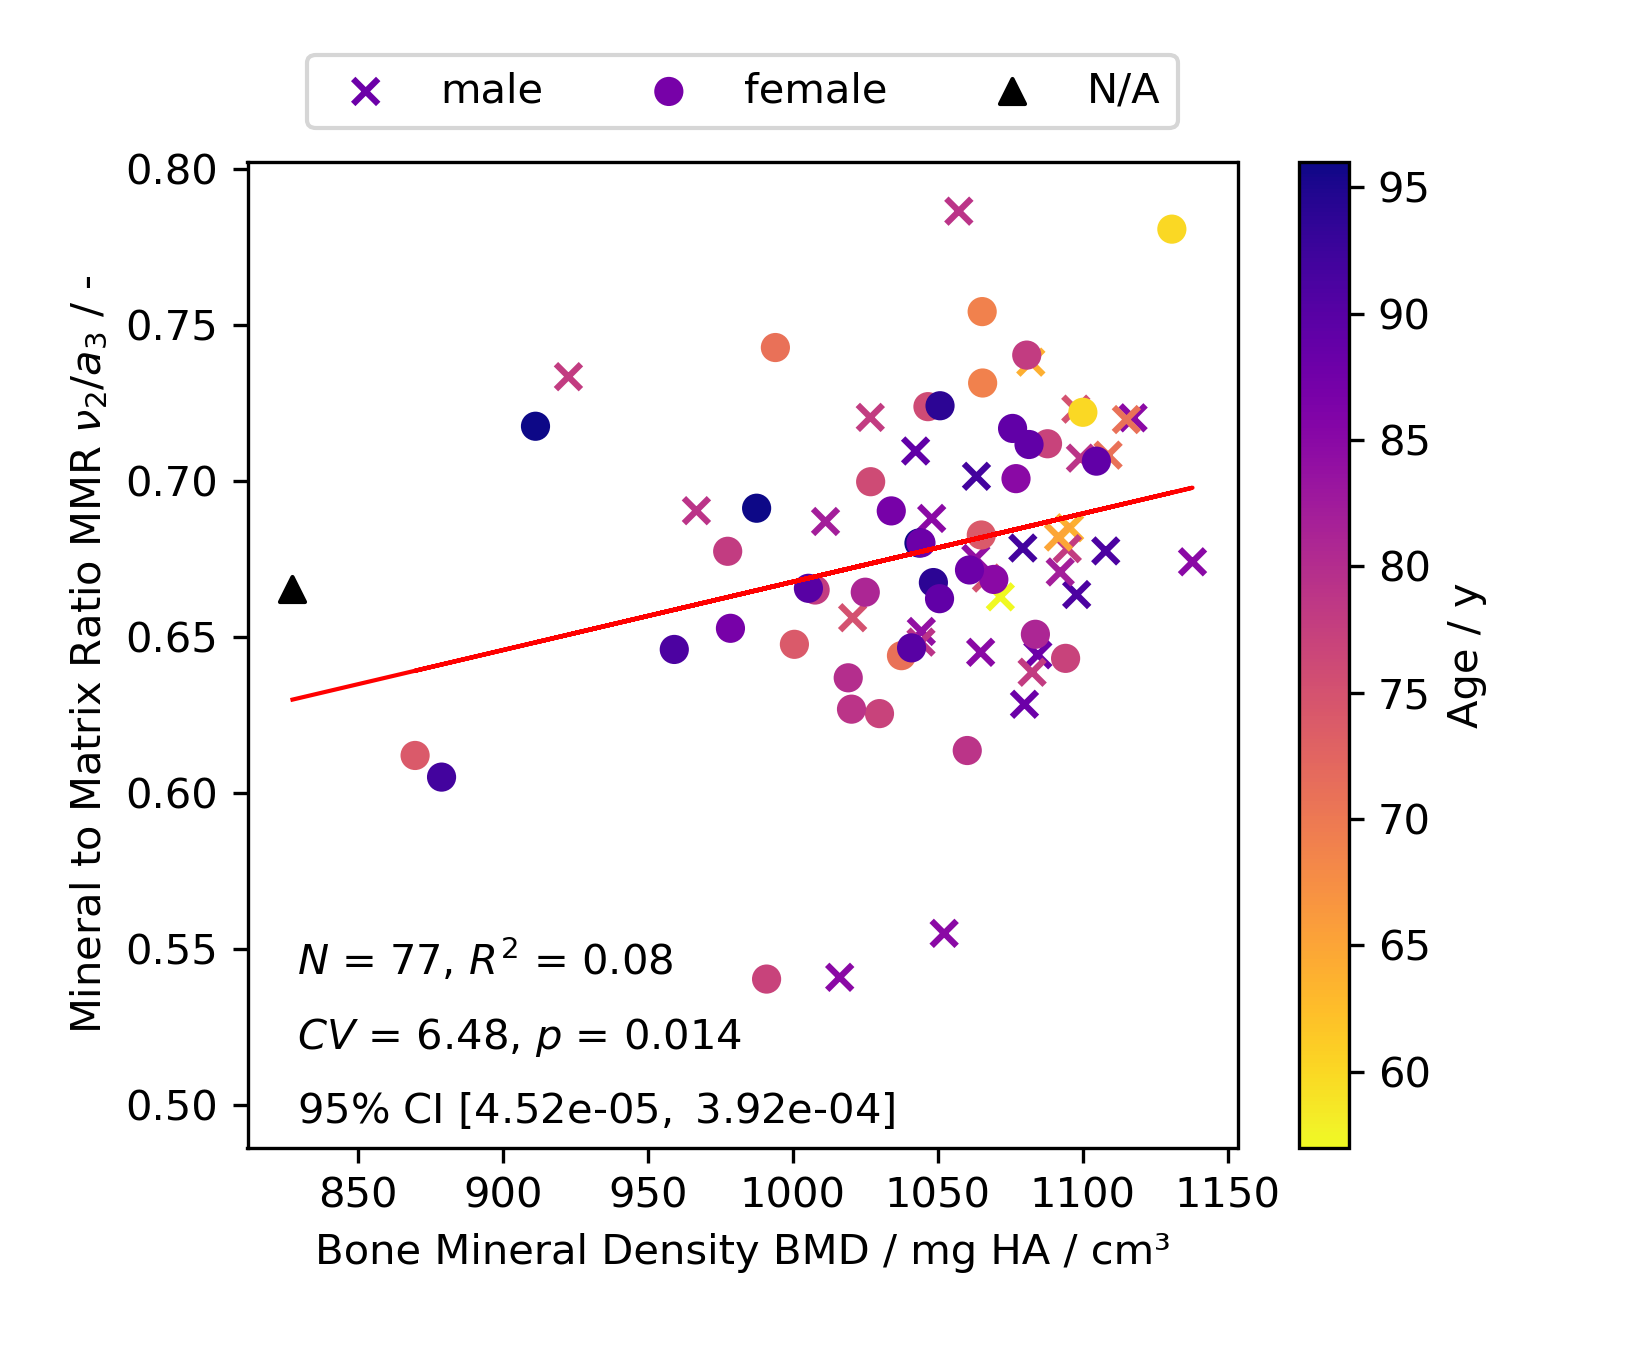 male female N/A
0.80
0.75
0.70
0.65
0.60
0.55
0.50
Mineral to Matrix Ratio MMR ν₂/a₃ / -
N = 77, R² = 0.08
CV = 6.48, p = 0.014
95% CI [4.52e-05, 3.92e-04]
850 900 950 1000 1050 1100 1150
Bone Mineral Density BMD / mg HA / cm³
95
90
85
80
75
70
65
60
Age / y